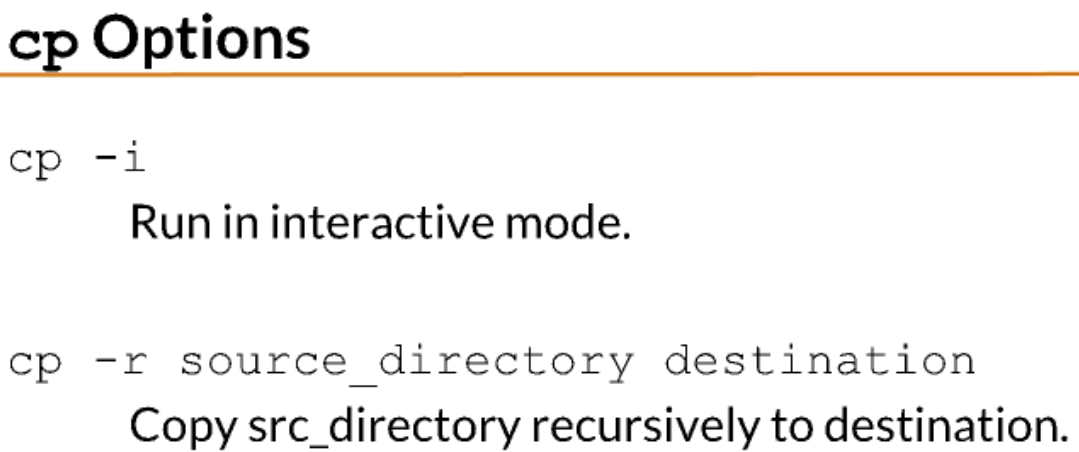 cp Options
cp -i
Run in interactive mode.
cp -r source_directory destination
Copy src_directory recursively to destination.